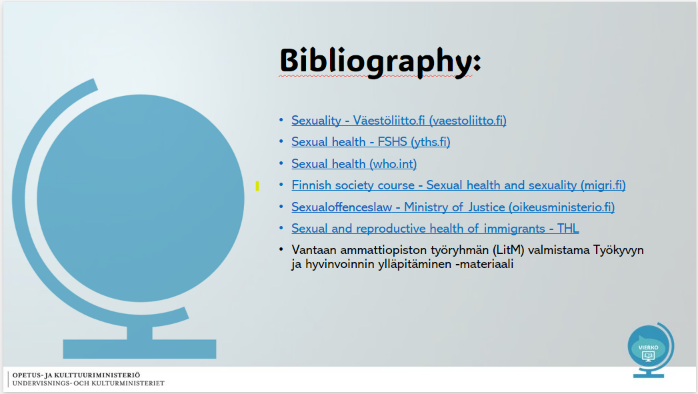 Bibliography:
• Sexuality - Väestöliitto.fi (vaestoliitto.fi)
• Sexual health - FSHS (yths.fi)
• Sexual health (who.int)
• Finnish society course - Sexual health and sexuality (migri.fi)
• Sexualoffenceslaw - Ministry of Justice (oikeusministerio.fi)
• Sexual and reproductive health of immigrants - THL
• Vantaan ammattiopiston työryhmän (LitM) valmistama Työkyvyn
ja hyvinvoinnin ylläpitäminen -materiaali
VIERKO
OPETUS- JA KULTTUURIMINISTERIÖ
UNDERVISNINGS- OCH KULTURMINISTERIET